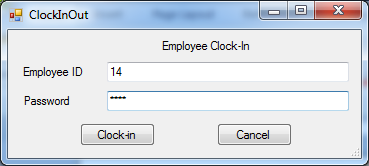 ClockInOut
Employee Clock-In
Employee ID 14
Password ****
Clock-in Cancel